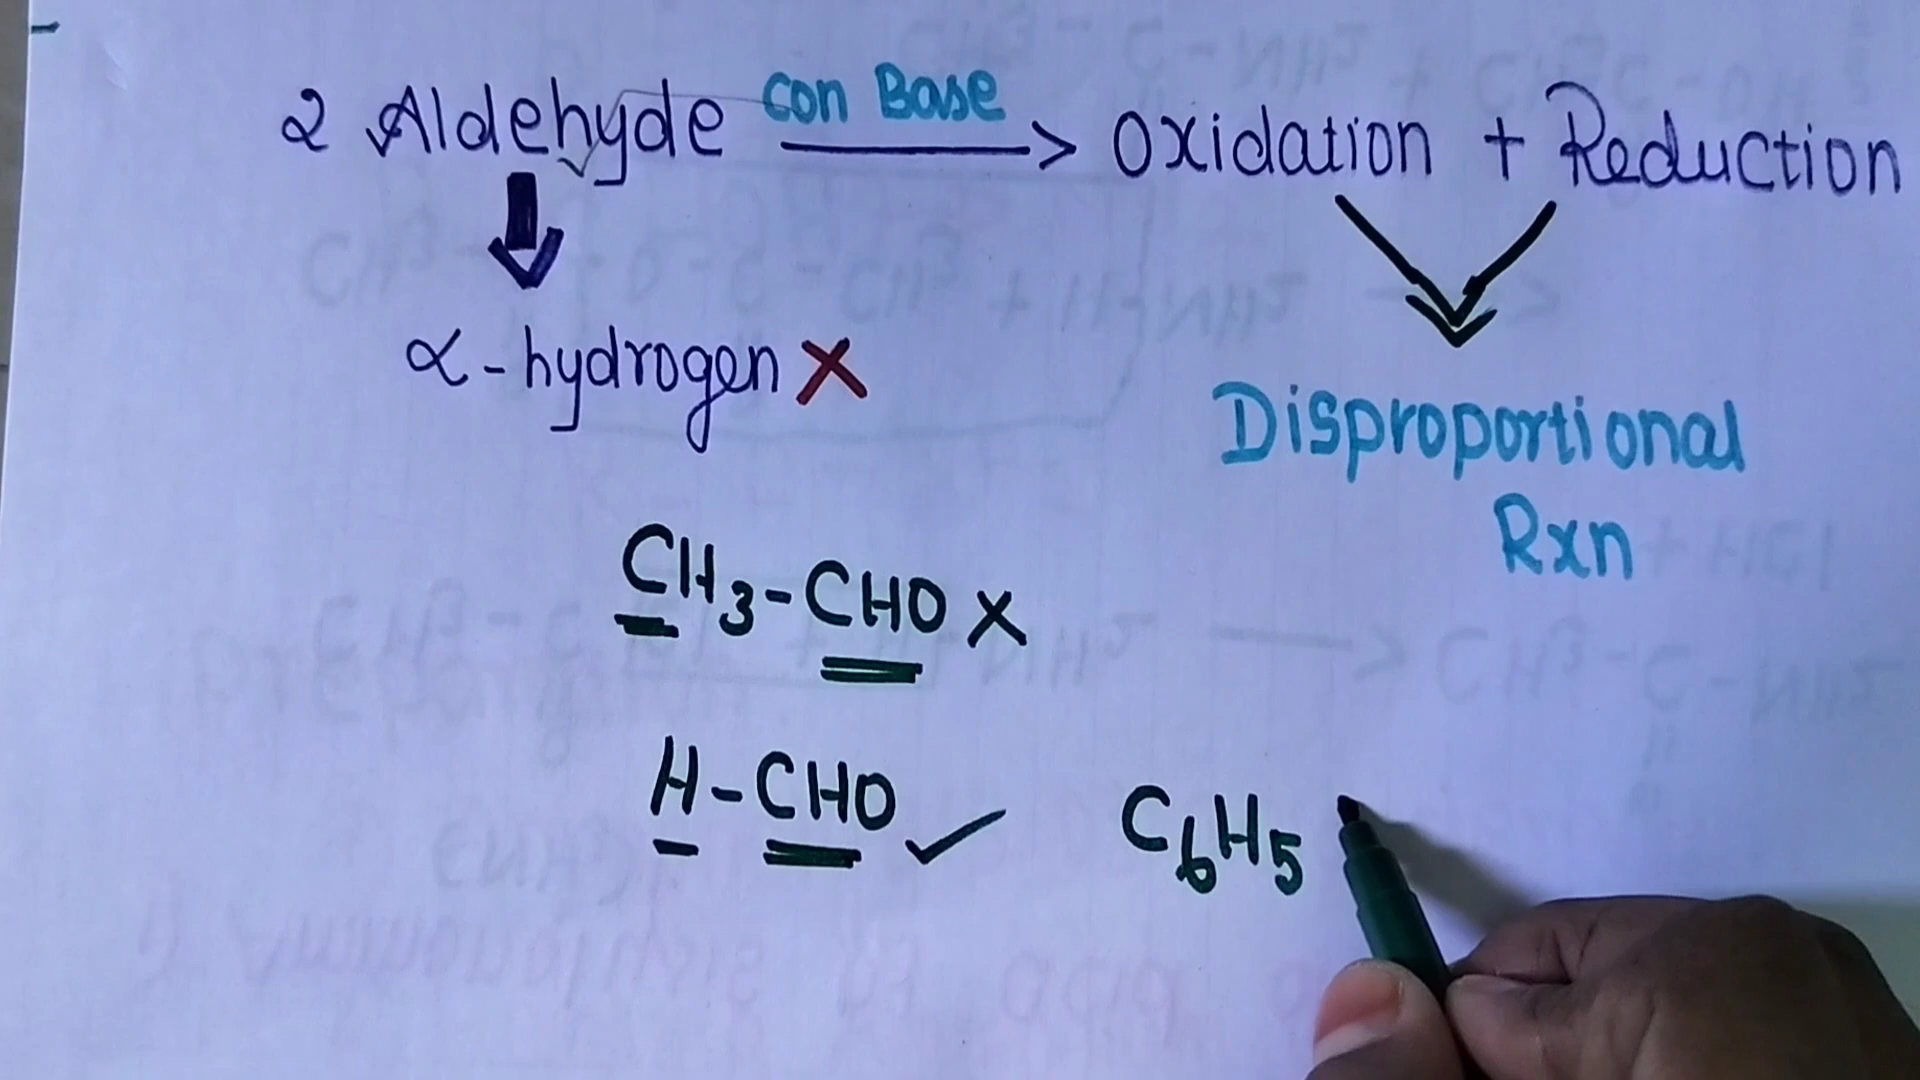 2 Aldehyde con Base > Oxidation + Reduction
α-hydrogen X
Disproportional
Rxn
CH3-CHO X
H-CHO ✓ C6H5